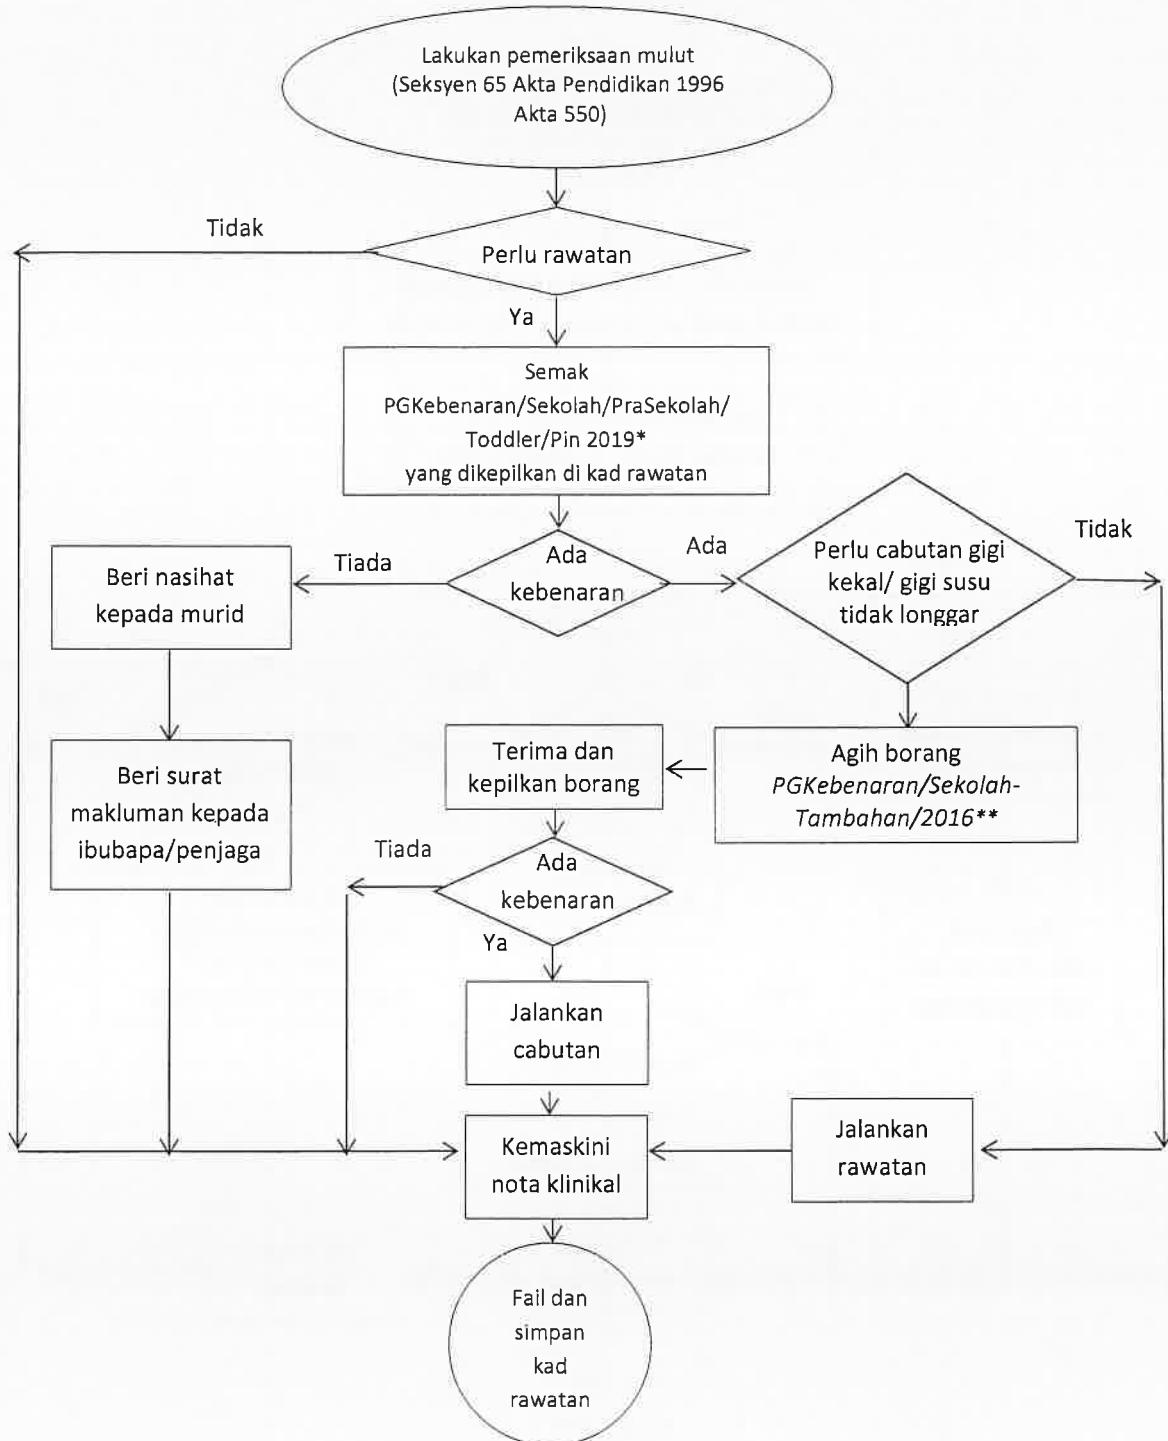 Lakukan pemeriksaan mulut
(Seksyen 65 Akta Pendidikan 1996
Akta 550)
Tidak
Perlu rawatan
Ya
Semak
PGKebenaran/Sekolah/PraSekolah/
Toddler/Pin 2019*
yang dikepilkan di kad rawatan
Tiada
Ada
kebenaran
Ada
Perlu cabutan gigi
kekal/ gigi susu
tidak longgar
Tidak
Beri nasihat
kepada murid
Beri surat
makluman kepada
ibubapa/penjaga
Terima dan
kepilkan borang
Agih borang
PGKebenaran/Sekolah-
Tambahan/2016**
Tiada
Ada
kebenaran
Ya
Jalankan
cabutan
Kemaskini
nota klinikal
Jalankan
rawatan
Fail dan
simpan
kad
rawatan